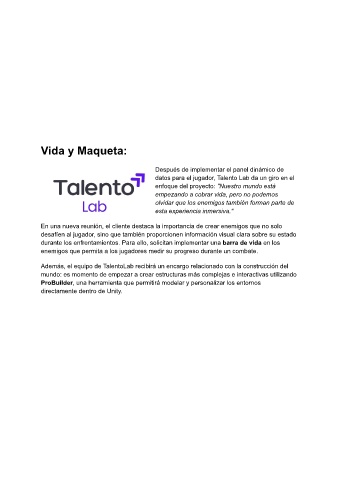 Vida y Maqueta:
Talento
Lab
Después de implementar el panel dinámico de
datos para el jugador, Talento Lab da un giro en el
enfoque del proyecto: "Nuestro mundo está
empezando a cobrar vida, pero no podemos
olvidar que los enemigos también forman parte de
esta experiencia inmersiva."
En una nueva reunión, el cliente destaca la importancia de crear enemigos que no solo
desafíen al jugador, sino que también proporcionen información visual clara sobre su estado
durante los enfrentamientos. Para ello, solicitan implementar una barra de vida en los
enemigos que permita a los jugadores medir su progreso durante un combate.
Además, el equipo de TalentoLab recibirá un encargo relacionado con la construcción del
mundo: es momento de empezar a crear estructuras más complejas e interactivas utilizando
ProBuilder, una herramienta que permitirá modelar y personalizar los entornos
directamente dentro de Unity.